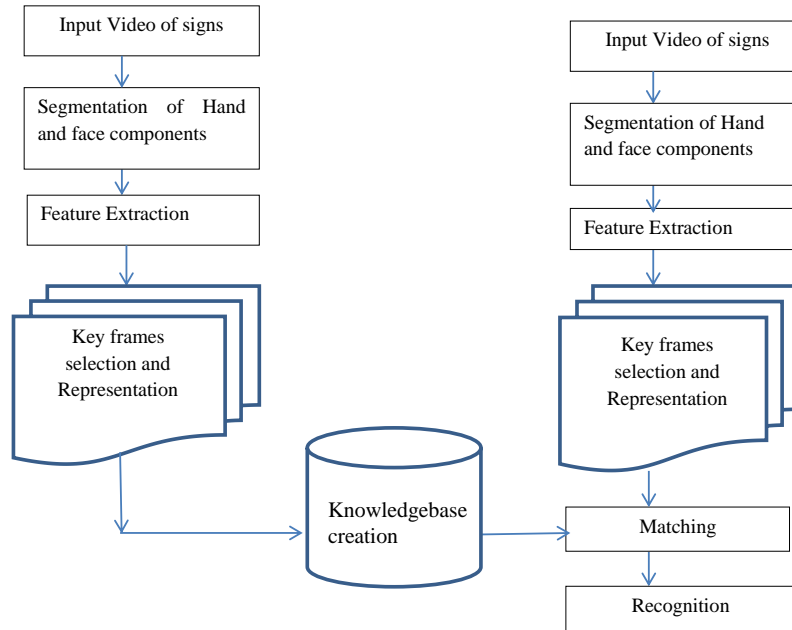 Input Video of signs
Segmentation of Hand
and face components
Feature Extraction
Key frames
selection and
Representation
Knowledgebase
creation
Input Video of signs
Segmentation of Hand
and face components
Feature Extraction
Key frames
selection and
Representation
Matching
Recognition